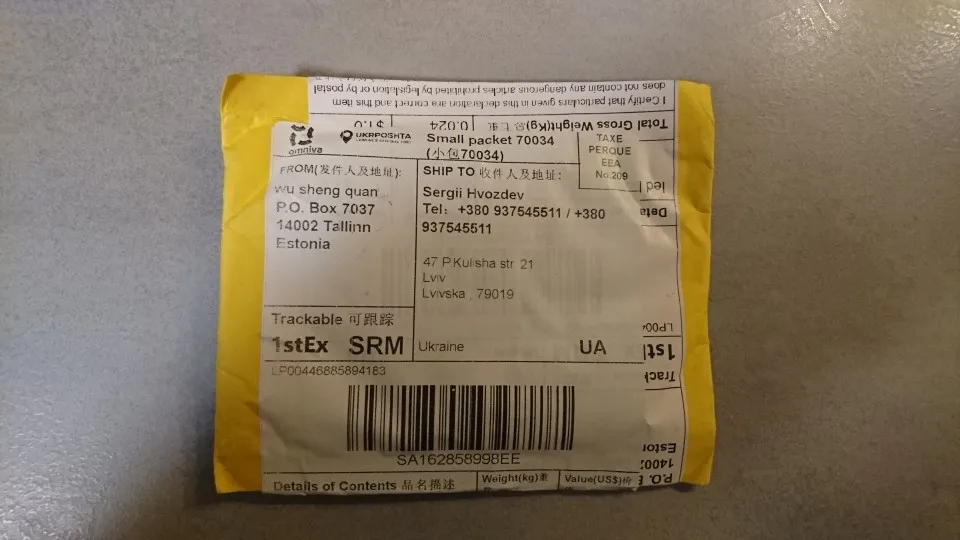 I Certify that particulars given in this declaration are correct and this item
does not contain any dangerous articles prohibited by legislation or by postal
Total Gross Weight(Kg)
0.024
omniva
UKRPOSHTA
Small packet 70034
(小包70034)
TAXE
PERQUE
EEA
No.209
FROM(发件人及地址):
wu sheng quan
P.O. Box 7037
14002 Tallinn
Estonia
SHIP TO 收件人及地址:
Sergii Hvozdev
Tel: +380 937545511 / +380
937545511
47 P.Kulisha str 21
Lviv
Lvivska , 79019
Ukraine
UA
Trackable 可跟踪
1stEx SRM
LP00446885894183
SA162858998EE
Details of Contents 品名描述
Weight(kg)重
Value(US$)价